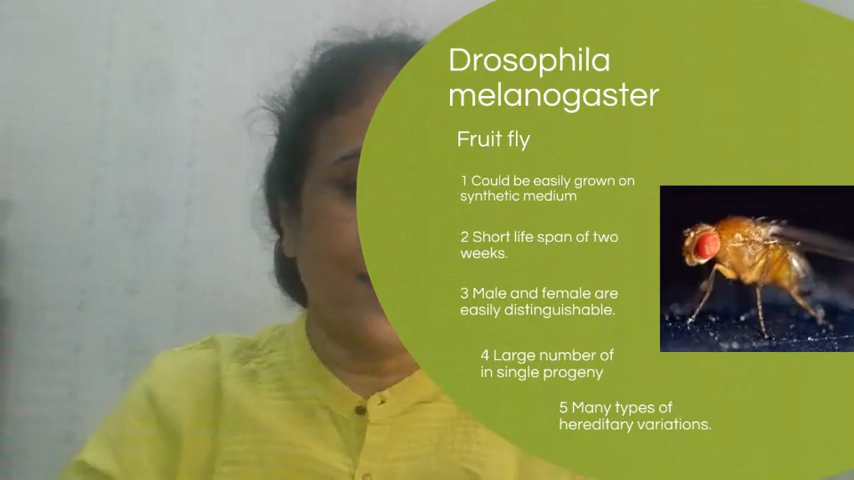 Drosophila
melanogaster
Fruit fly
1 Could be easily grown on
synthetic medium
2 Short life span of two
weeks.
3 Male and female are
easily distinguishable.
4 Large number of
in single progeny
5 Many types of
hereditary variations.